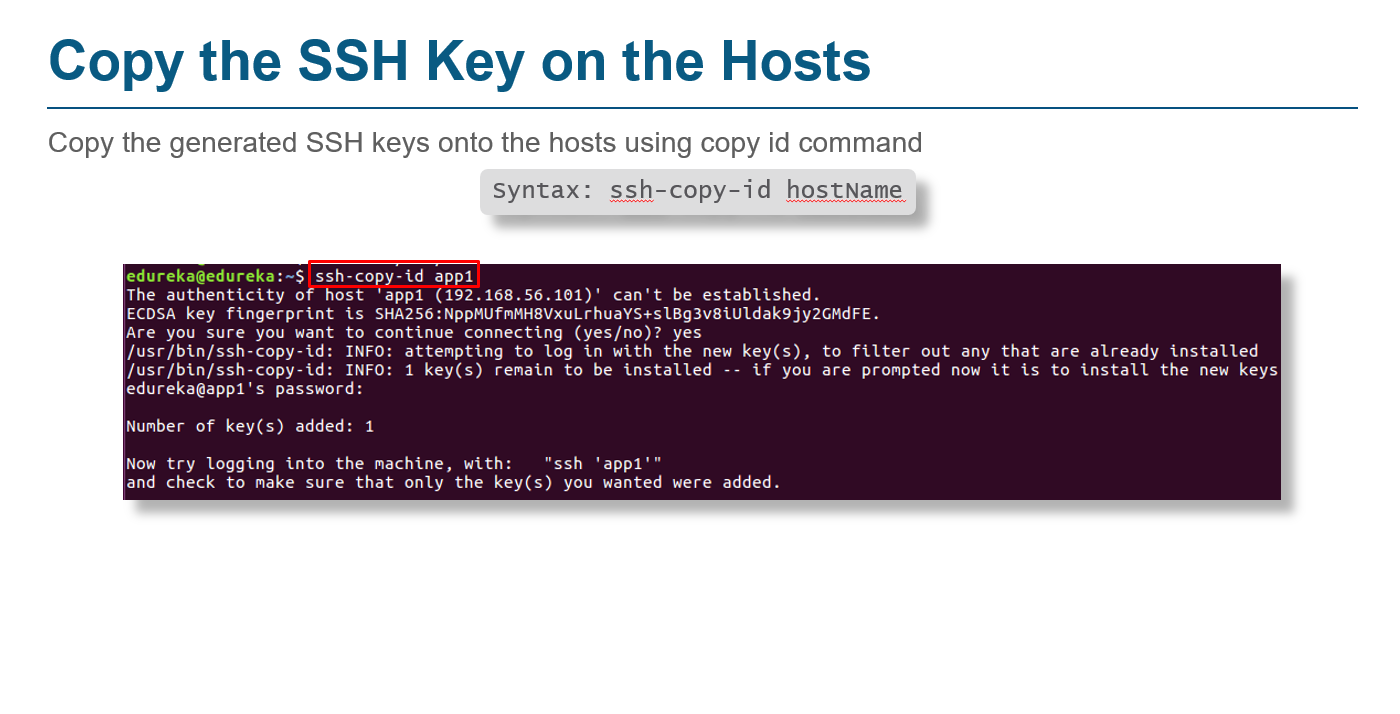 Copy the SSH Key on the Hosts
Copy the generated SSH keys onto the hosts using copy id command
Syntax: ssh-copy-id hostName
edureka@edureka:~$ ssh-copy-id app1
The authenticity of host 'app1 (192.168.56.101)' can't be established.
ECDSA key fingerprint is SHA256:NppMUfmMH8VxuLrhuaYS+slBg3v8iUldak9jy2GMdFE.
Are you sure you want to continue connecting (yes/no)? yes
/usr/bin/ssh-copy-id: INFO: attempting to log in with the new key(s), to filter out any that are already installed
/usr/bin/ssh-copy-id: INFO: 1 key(s) remain to be installed -- if you are prompted now it is to install the new keys
edureka@app1's password:
Number of key(s) added: 1
Now try logging into the machine, with:   "ssh 'app1'"
and check to make sure that only the key(s) you wanted were added.